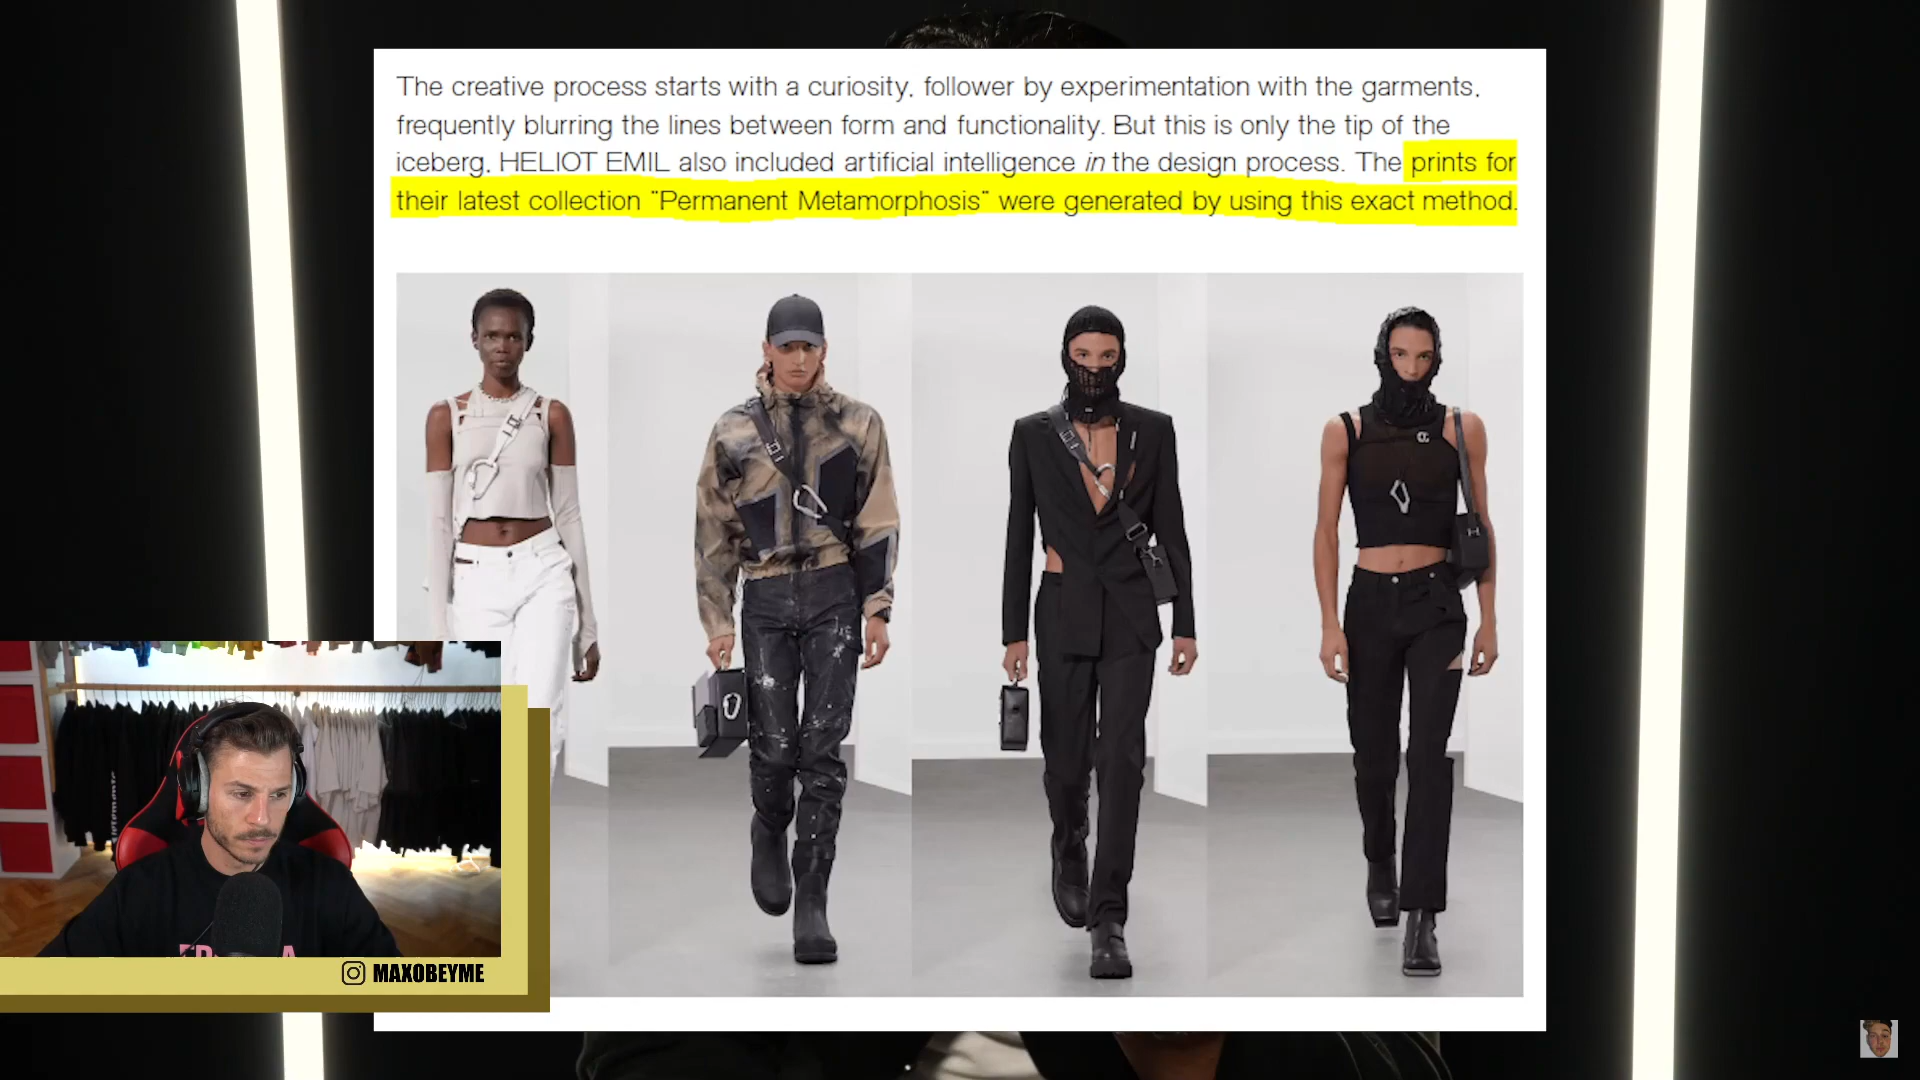 The creative process starts with a curiosity, follower by experimentation with the garments,
frequently blurring the lines between form and functionality. But this is only the tip of the
iceberg, HELIOT EMIL also included artificial intelligence in the design process. The prints for
their latest collection "Permanent Metamorphosis" were generated by using this exact method.
MAXOBEYME